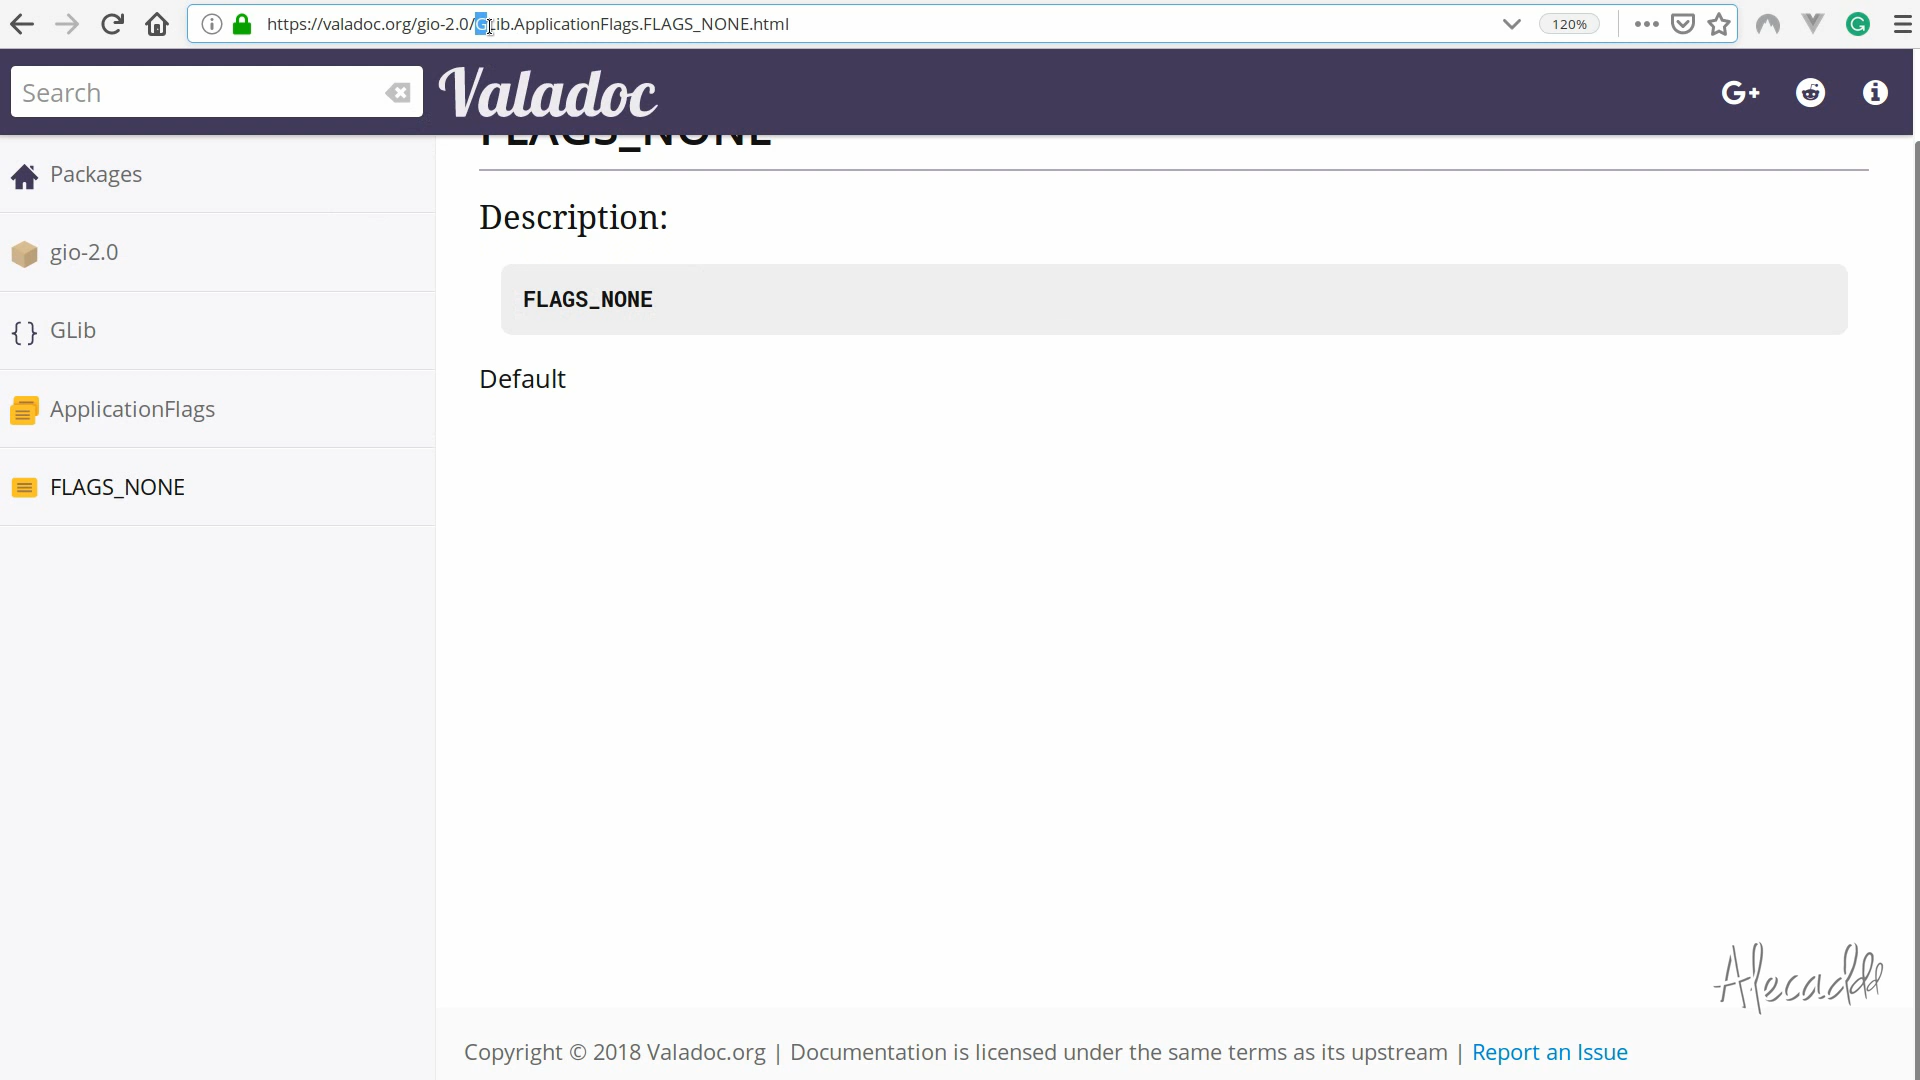 https://valadoc.org/gio-2.0/GLib.ApplicationFlags.FLAGS_NONE.html
120%
Search
Valadoc
G+
FLAGS_NONE
Packages
Description:
gio-2.0
FLAGS_NONE
{ } GLib
Default
ApplicationFlags
FLAGS_NONE
Alecaddd
Copyright © 2018 Valadoc.org | Documentation is licensed under the same terms as its upstream | Report an Issue